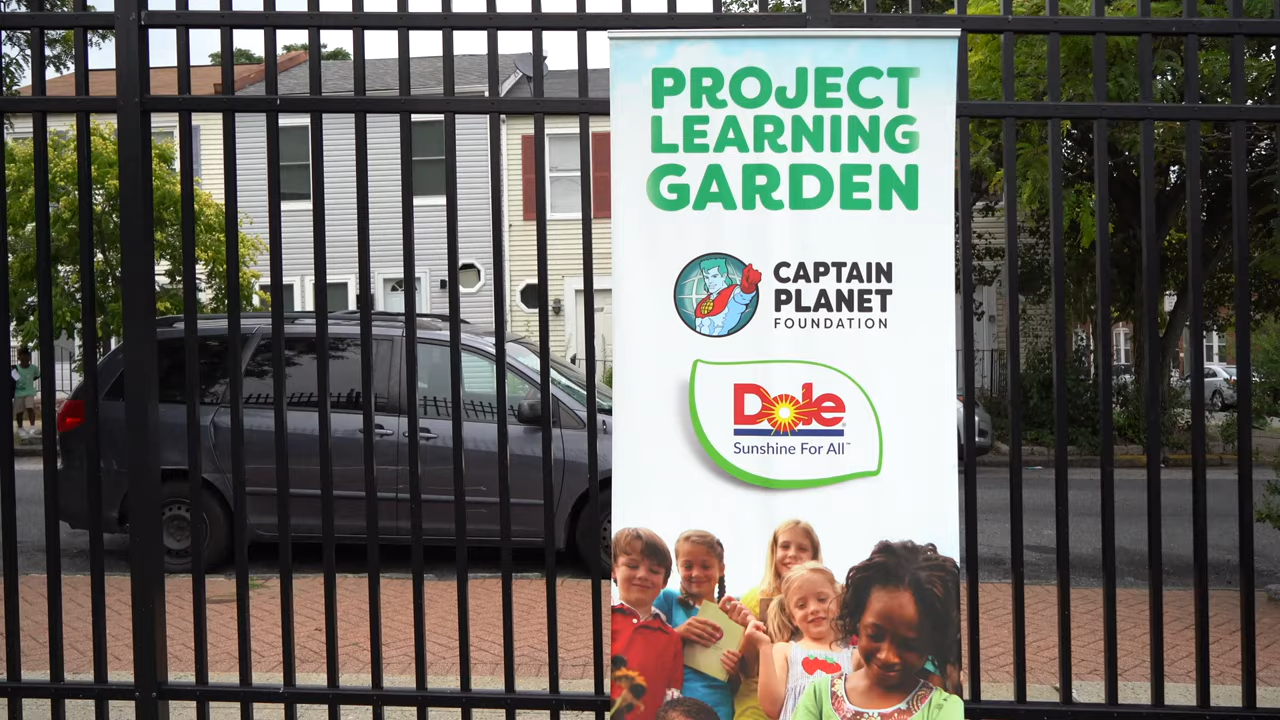 PROJECT
LEARNING
GARDEN
CAPTAIN
PLANET
FOUNDATION
Dole
Sunshine For All™